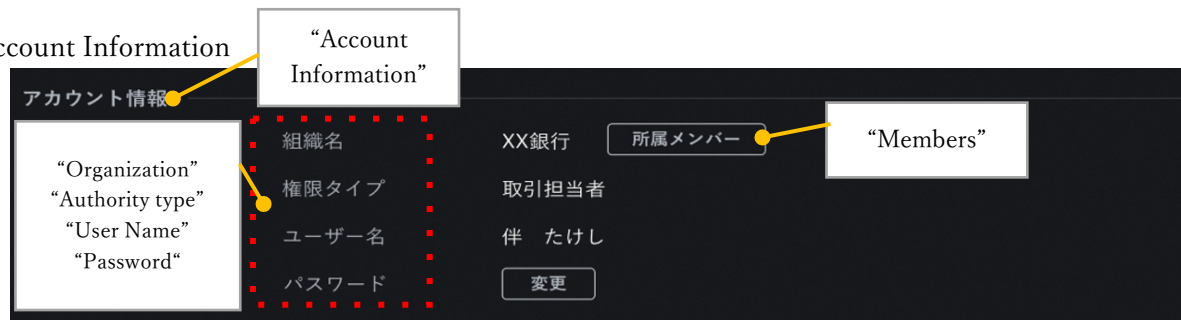 ccount Information
“Account
Information”
アカウント情報
“Organization”
“Authority type”
“User Name”
“Password“
組織名
XX銀行
所属メンバー
“Members”
権限タイプ
取引担当者
ユーザー名
伴　たけし
パスワード
変更